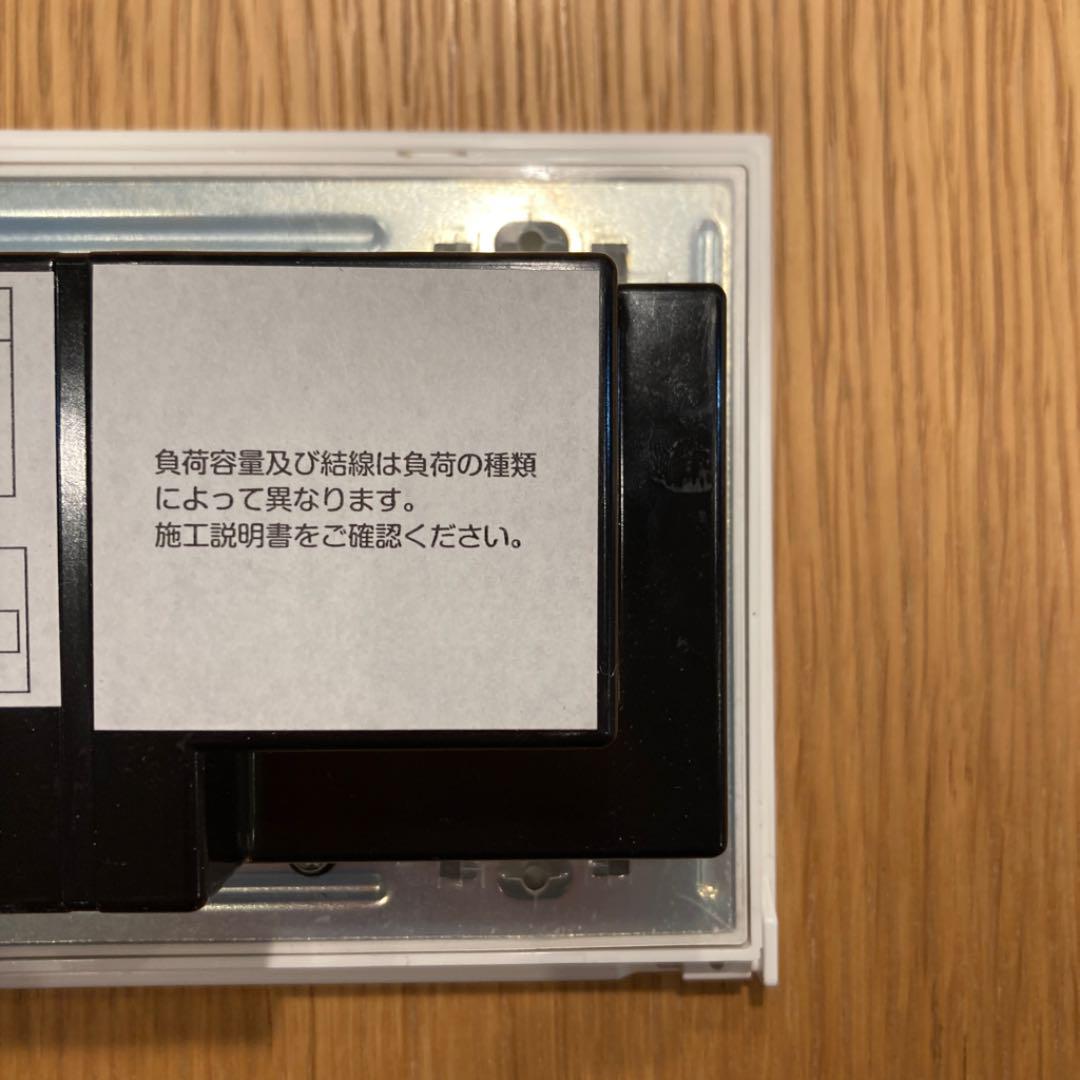 負荷容量及び結線は負荷の種類
によって異なります。
施工説明書をご確認ください。